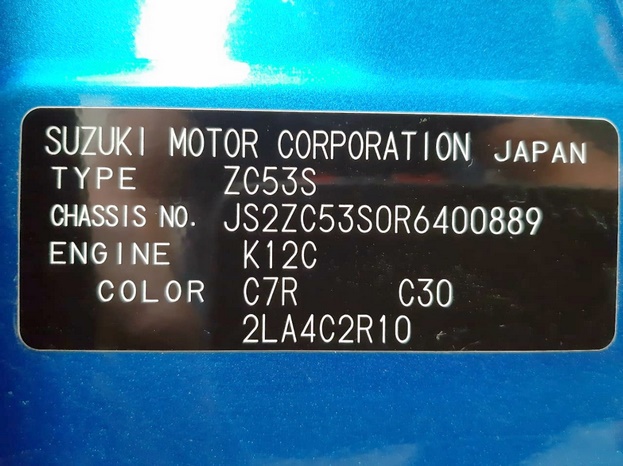 SUZUKI MOTOR CORPORATION JAPAN
TYPE ZC53S
CHASSIS NO. JS2ZC53S0R6400889
ENGINE K12C
COLOR C7R C30
2LA4C2R10